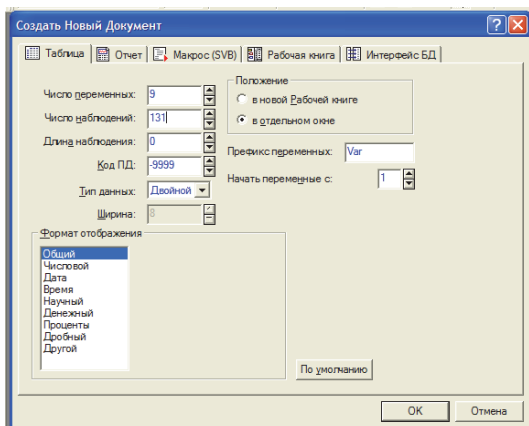 Создать Новый Документ
Таблица Отчет Макрос (SVB) Рабочая книга Интерфейс БД
Число переменных: 9
Число наблюдений: 131
Длина наблюдения: 0
Код ПД: -9999
Тип данных: Двойной
Ширина: 8
Положение
в новой Рабочей книге
в отдельном окне
Префикс переменных: Var
Начать переменные с: 1
Формат отображения
Общий
Числовой
Дата
Время
Научный
Денежный
Проценты
Дробный
Другой
По умолчанию
OK Отмена